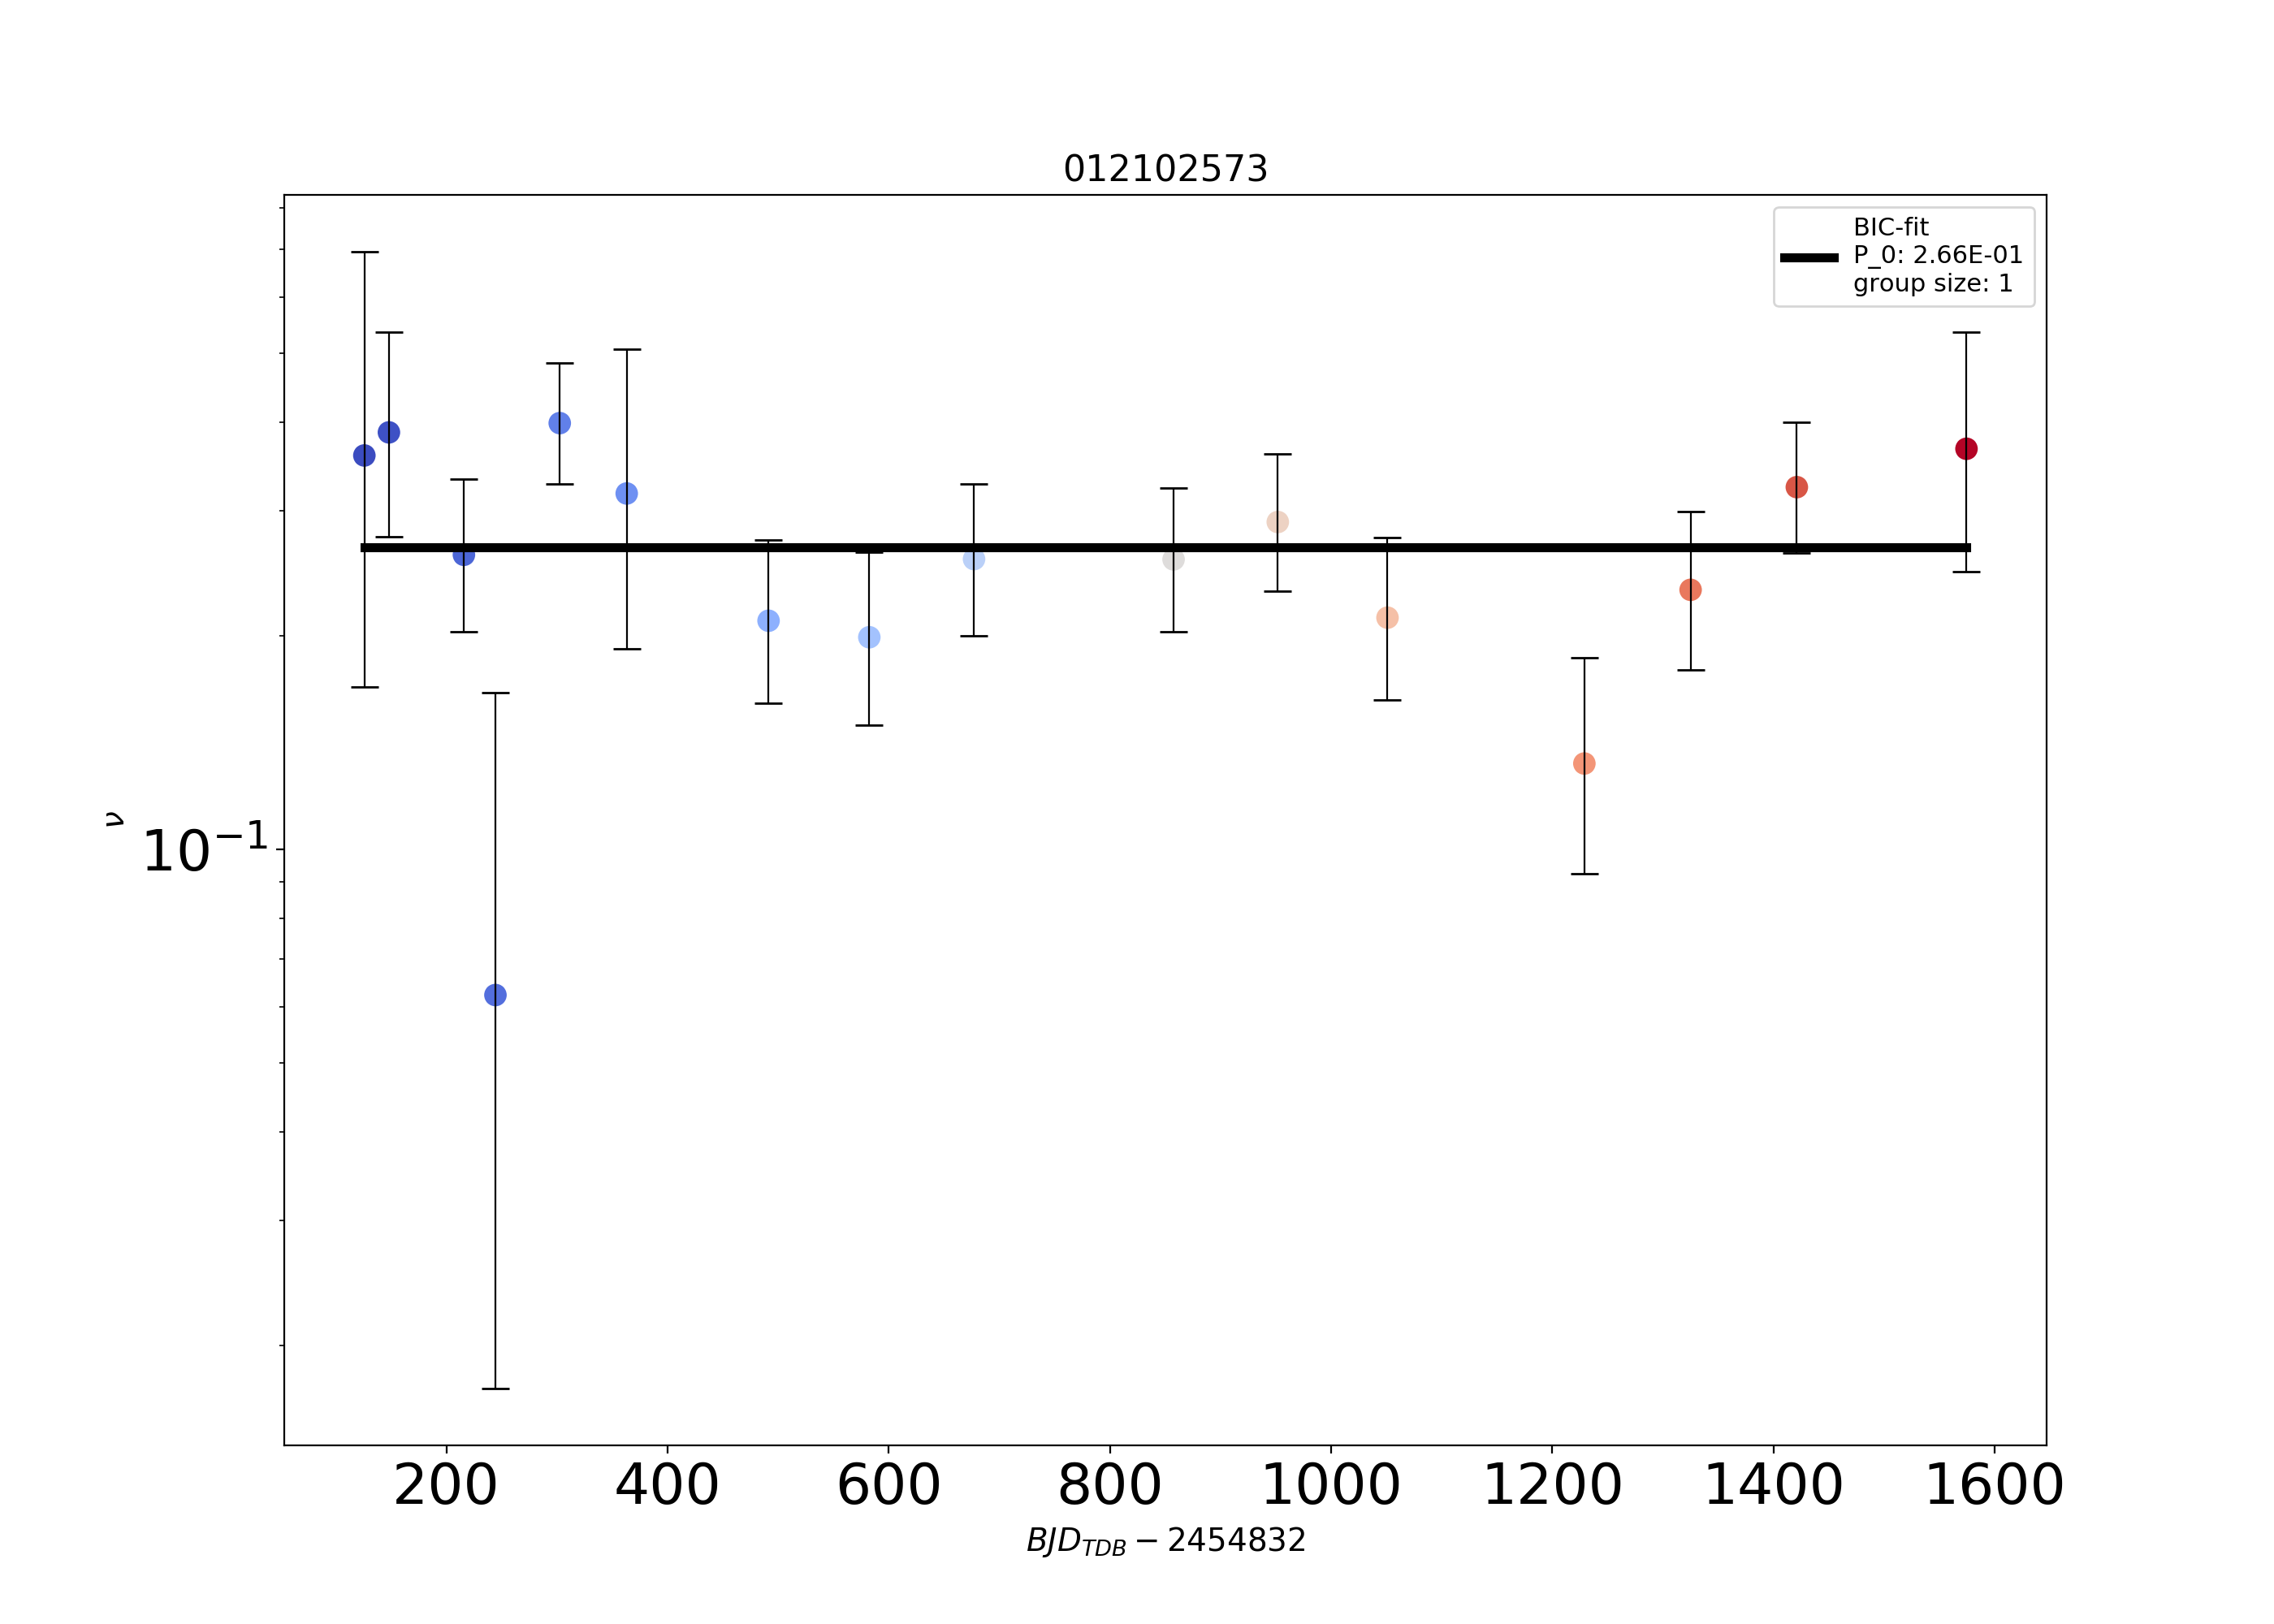 012102573
BIC-fit
P_0: 2.66E-01
group size: 1
ν
10⁻¹
200 400 600 800 1000 1200 1400 1600
BJD_TDB − 2454832